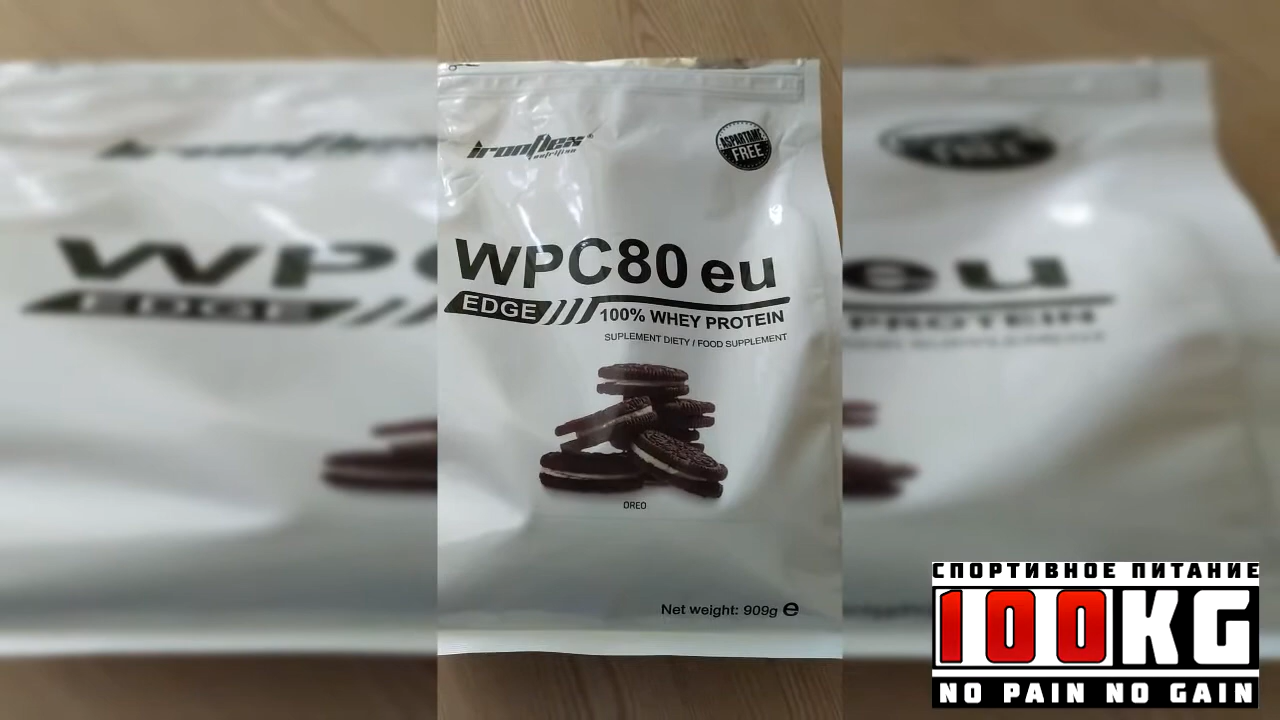 ironflex
nutrition
ASPARTAME
FREE
WPC80 eu
EDGE
100% WHEY PROTEIN
SUPLEMENT DIETY / FOOD SUPPLEMENT
OREO
Net weight: 909g e
СПОРТИВНОЕ ПИТАНИЕ
100KG
NO PAIN NO GAIN